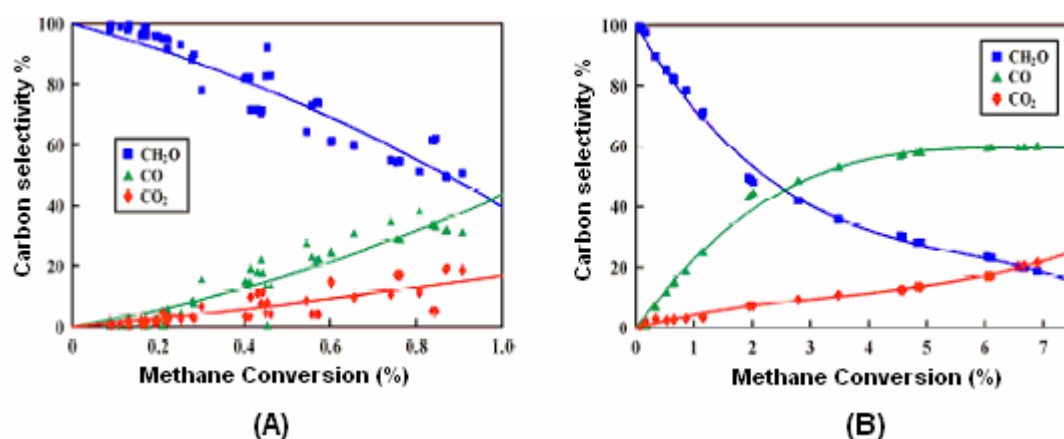 Carbon selectivity %
100
80
60
40
20
0
CH₂O
CO
CO₂
0
0.2
0.4
0.6
0.8
1.0
Methane Conversion (%)
(A)
Carbon selectivity %
100
80
60
40
20
0
CH₂O
CO
CO₂
0
1
2
3
4
5
6
7
Methane Conversion (%)
(B)